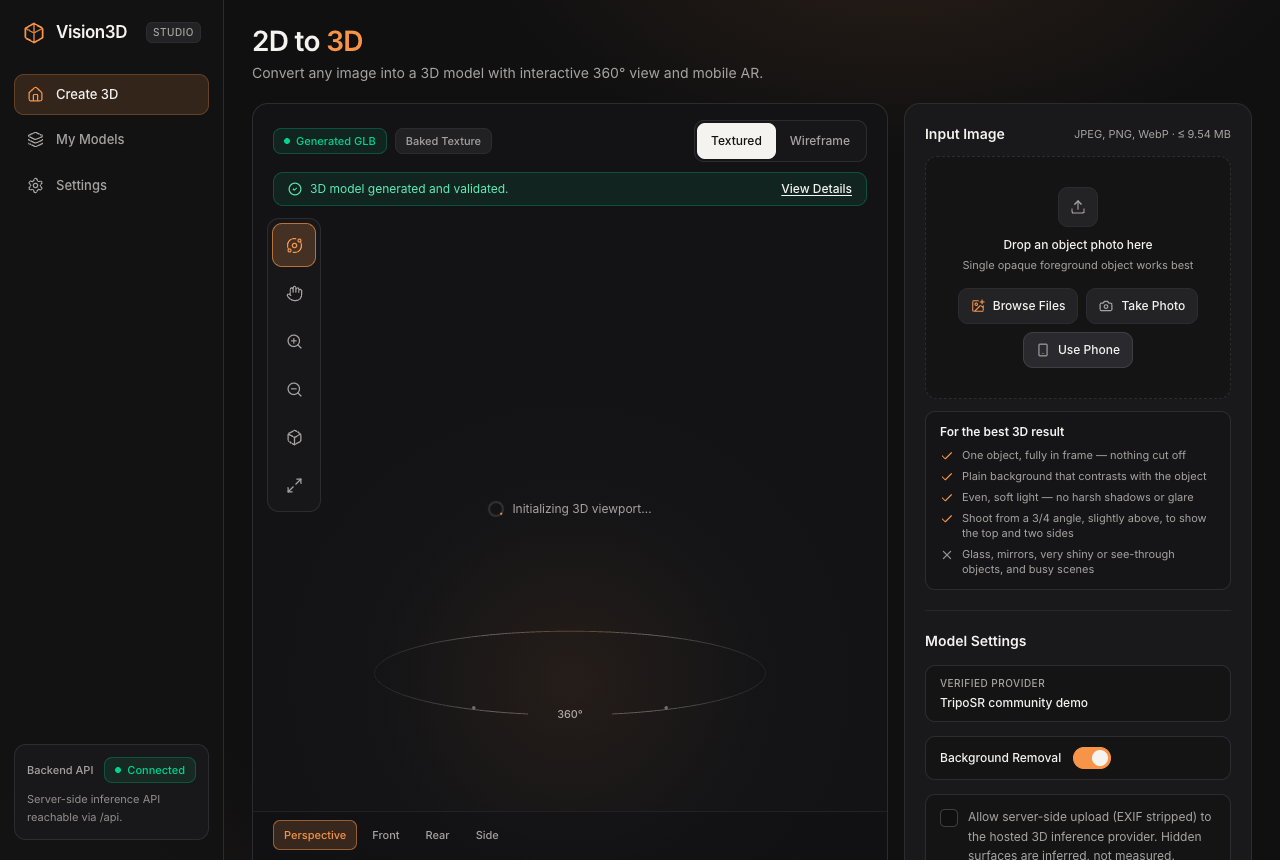 Vision3D
STUDIO
Create 3D
My Models
Settings
Backend API
Connected
Server-side inference API
reachable via /api.
2D to 3D
Convert any image into a 3D model with interactive 360° view and mobile AR.
Generated GLB
Baked Texture
Textured
Wireframe
3D model generated and validated.
View Details
Initializing 3D viewport...
360°
Perspective
Front
Rear
Side
Input Image
JPEG, PNG, WebP · ≤ 9.54 MB
Drop an object photo here
Single opaque foreground object works best
Browse Files
Take Photo
Use Phone
For the best 3D result
One object, fully in frame — nothing cut off
Plain background that contrasts with the object
Even, soft light — no harsh shadows or glare
Shoot from a 3/4 angle, slightly above, to show
the top and two sides
Glass, mirrors, very shiny or see-through
objects, and busy scenes
Model Settings
VERIFIED PROVIDER
TripoSR community demo
Background Removal
Allow server-side upload (EXIF stripped) to
the hosted 3D inference provider. Hidden
surfaces are inferred, not measured.